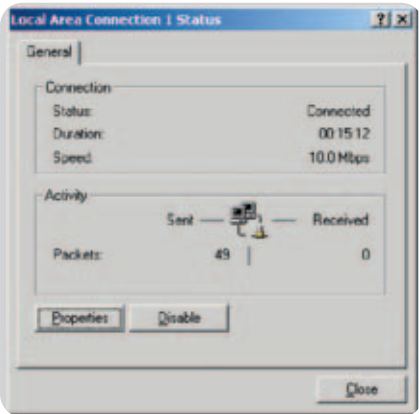 Local Area Connection 1 Status
General
Connection
Status: Connected
Duration: 00:15:12
Speed: 10.0 Mbps
Activity
Sent Received
Packets: 49 0
Properties Disable
Close